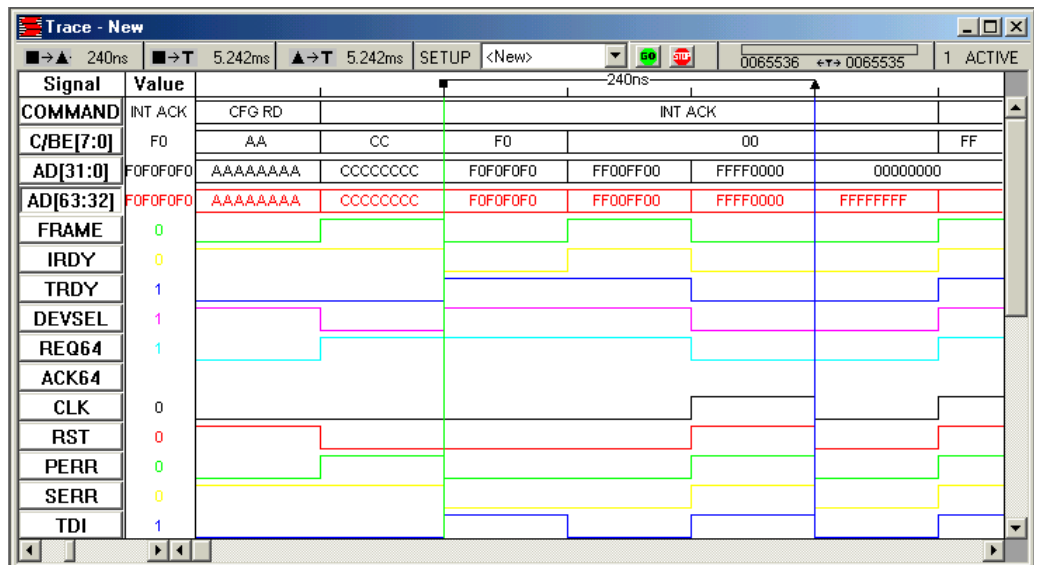 Trace - New
■→▲: 240ns ■→T 5.242ms ▲→T 5.242ms SETUP <New> GO STOP 0065536 ←T→ 0065535 1 ACTIVE
Signal Value 240ns
COMMAND INT ACK CFG RD INT ACK
C/BE[7:0] F0 AA CC F0 00 FF
AD[31:0] F0F0F0F0 AAAAAAAA CCCCCCCC F0F0F0F0 FF00FF00 FFFF0000 00000000
AD[63:32] F0F0F0F0 AAAAAAAA CCCCCCCC F0F0F0F0 FF00FF00 FFFF0000 FFFFFFFF
FRAME 0
IRDY 0
TRDY 1
DEVSEL 1
REQ64 1
ACK64
CLK 0
RST 0
PERR 0
SERR 0
TDI 1